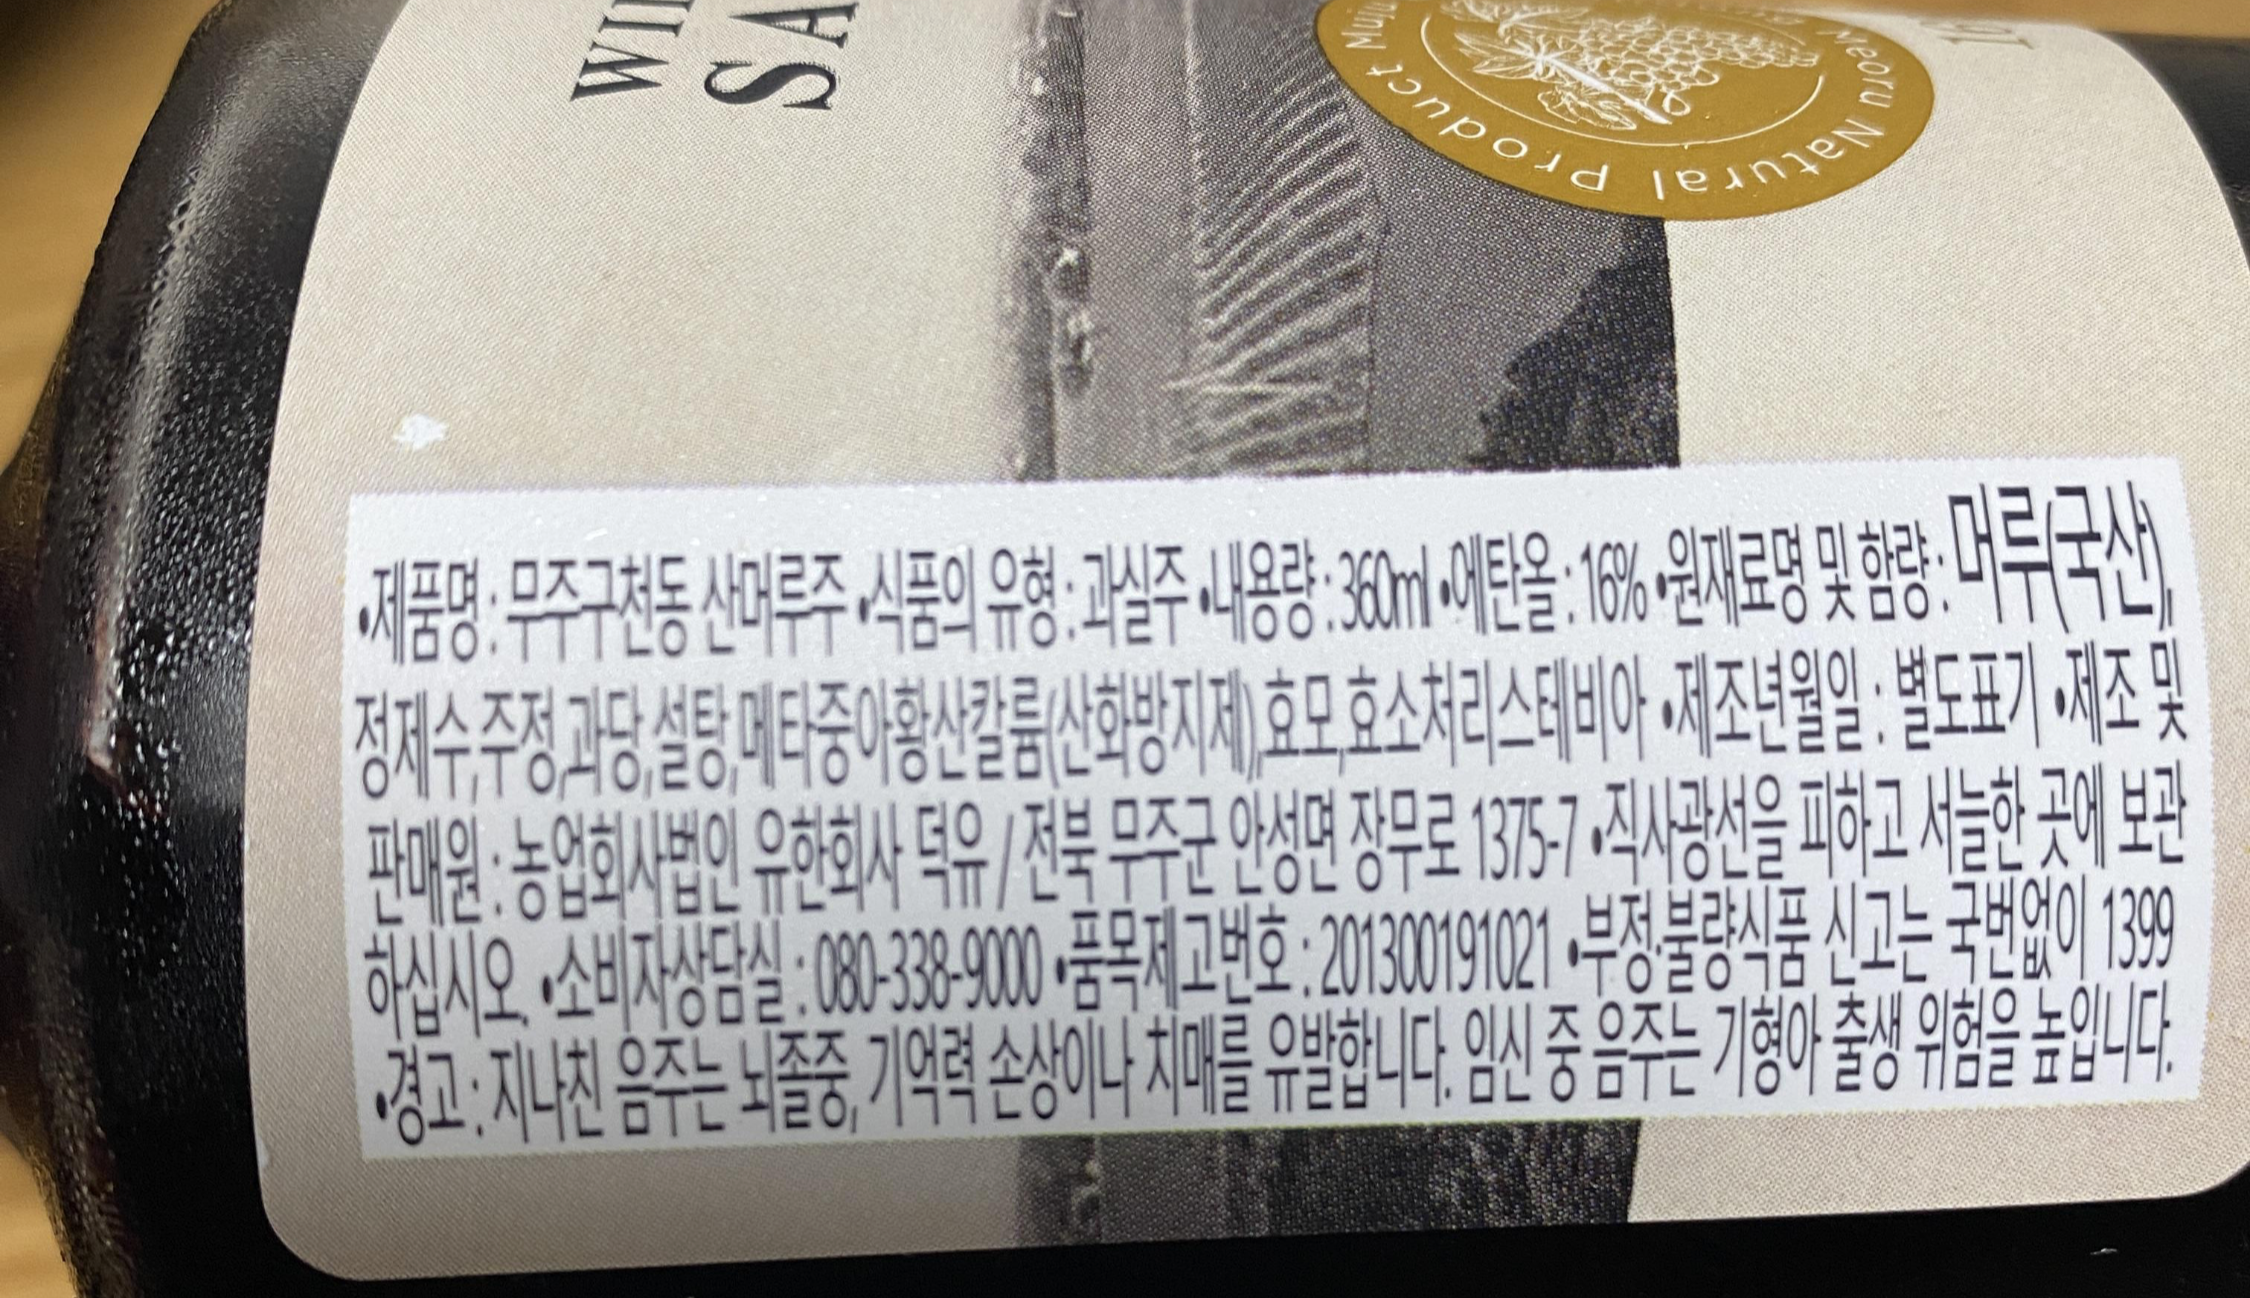 Meoru Natural Product
•제품명 : 무주구천동 산머루주 •식품의 유형 : 과실주 •내용량 : 360ml •에탄올 : 16% •원재료명 및 함량 : 머루(국산),
정제수,주정,과당,설탕,메타중아황산칼륨(산화방지제),효모,효소처리스테비아 •제조년월일 : 별도표기 •제조 및
판매원 : 농업회사법인 유한회사 덕유 / 전북 무주군 안성면 장무로 1375-7 •직사광선을 피하고 서늘한 곳에 보관
하십시오. •소비자상담실 : 080-338-9000 •품목제고번호 : 201300191021 •부정·불량식품 신고는 국번없이 1399
•경고 : 지나친 음주는 뇌졸중, 기억력 손상이나 치매를 유발합니다. 임신 중 음주는 기형아 출생 위험을 높입니다.